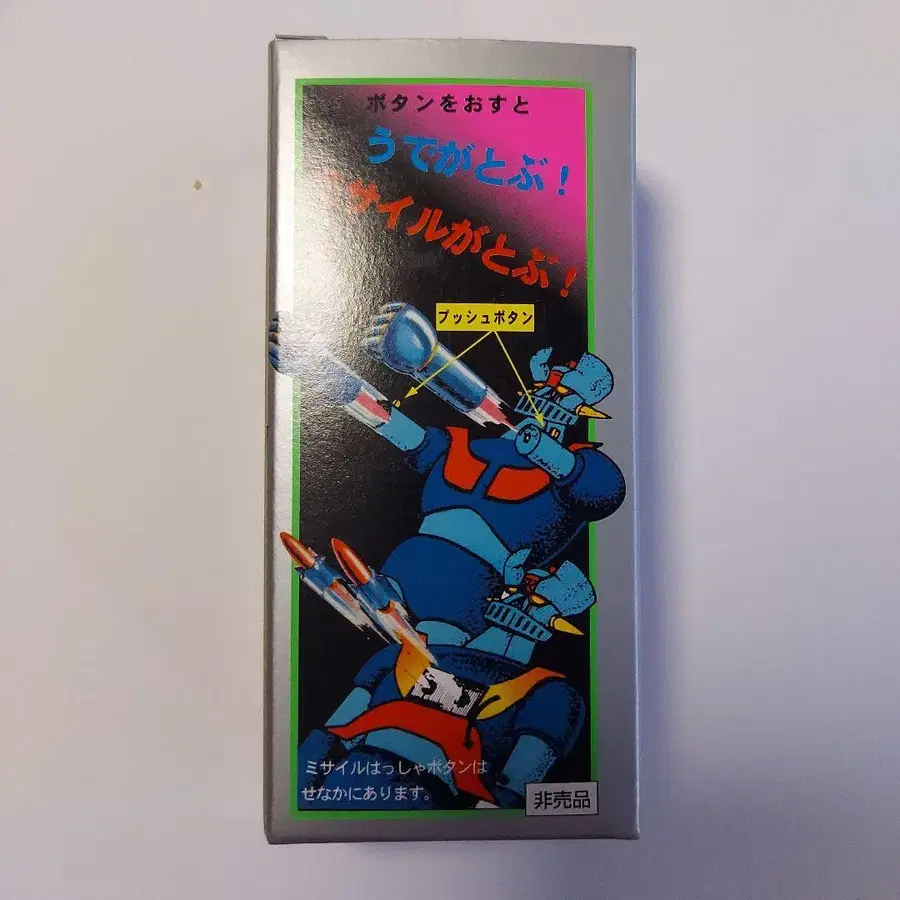 ボタンをおすと
うでがとぶ！
ミサイルがとぶ！
プッシュボタン
ミサイルはっしゃボタンは
せなかにあります。
非売品